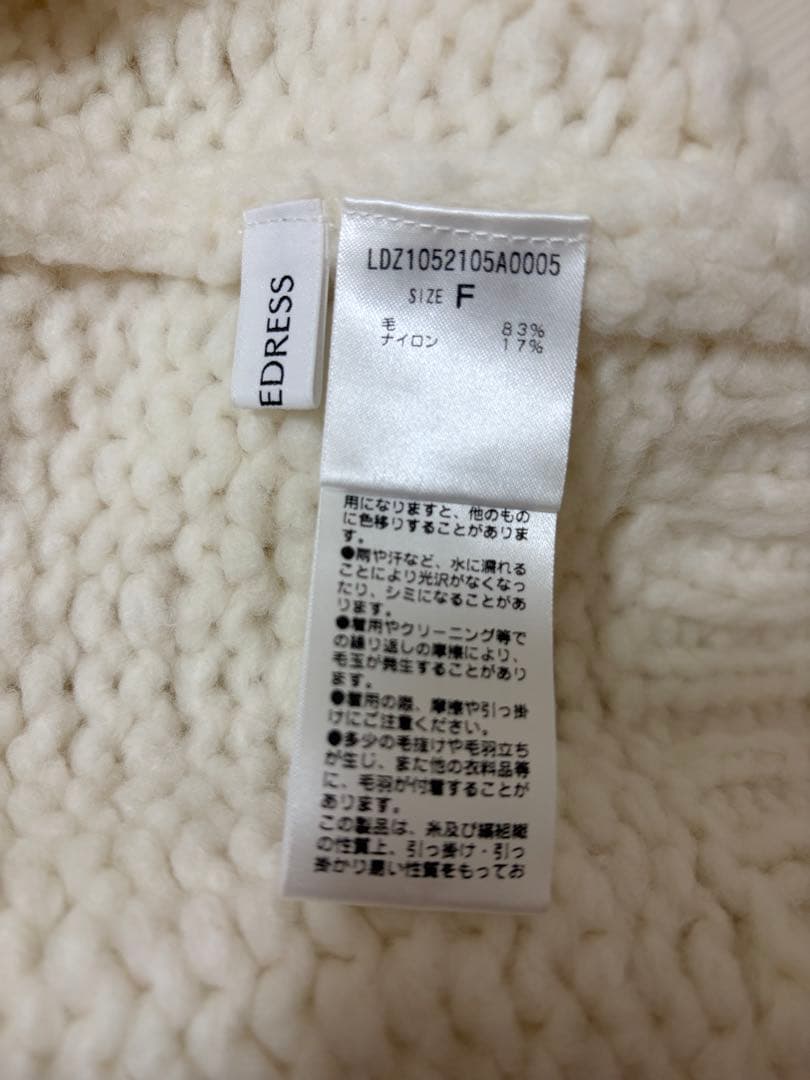 EDRESS
LDZ1052105A0005
SIZE F
毛 83%
ナイロン 17%
用になりますと、他のもの
に色移りすることがありま
す。
●雨や汗など、水に濡れる
ことにより光沢がなくなっ
たり、シミになることがあ
ります。
●着用やクリーニング等で
の繰り返しの摩擦により、
毛玉が発生することがあり
ます。
●着用の際、摩擦や引っ掛
けにご注意ください。
●多少の毛抜けや毛羽立ち
が生じ、また他の衣料品等
に、毛羽が付着することが
あります。
この製品は、糸及び編組織
の性質上、引っ掛け・引っ
掛かり易い性質をもってお